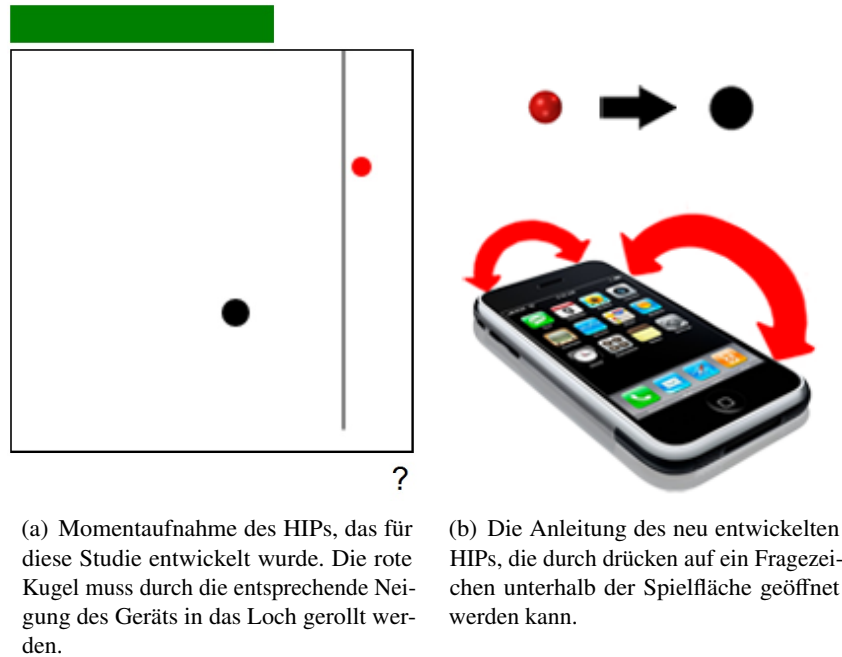 ?
(a) Momentaufnahme des HIPs, das für
diese Studie entwickelt wurde. Die rote
Kugel muss durch die entsprechende Nei-
gung des Geräts in das Loch gerollt wer-
den.
(b) Die Anleitung des neu entwickelten
HIPs, die durch drücken auf ein Fragezei-
chen unterhalb der Spielfläche geöffnet
werden kann.